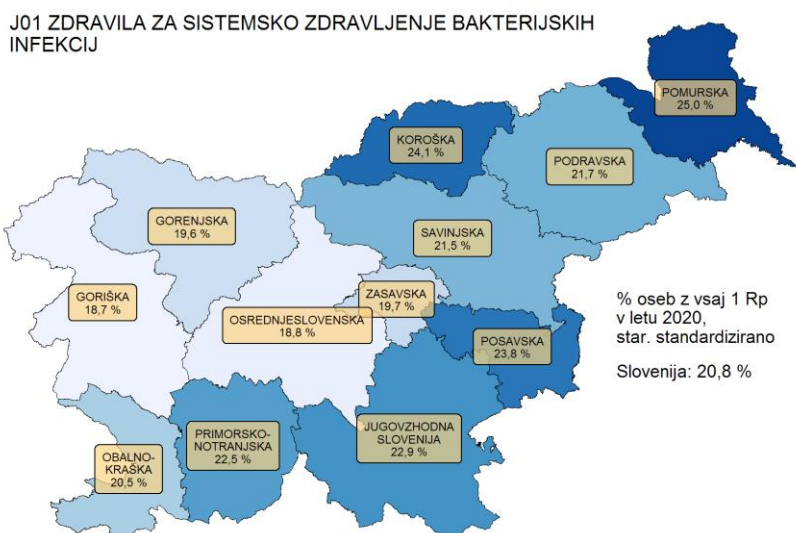 J01 ZDRAVILA ZA SISTEMSKO ZDRAVLJENJE BAKTERIJSKIH
INFEKCIJ
POMURSKA
25,0 %
KOROŠKA
24,1 %
PODRAVSKA
21,7 %
GORENJSKA
19,6 %
SAVINJSKA
21,5 %
GORIŠKA
18,7 %
ZASAVSKA
19,7 %
OSREDNJESLOVENSKA
18,8 %
POSAVSKA
23,8 %
% oseb z vsaj 1 Rp
v letu 2020,
star. standardizirano
Slovenija: 20,8 %
OBALNO-
KRAŠKA
20,5 %
PRIMORSKO-
NOTRANJSKA
22,5 %
JUGOVZHODNA
SLOVENIJA
22,9 %